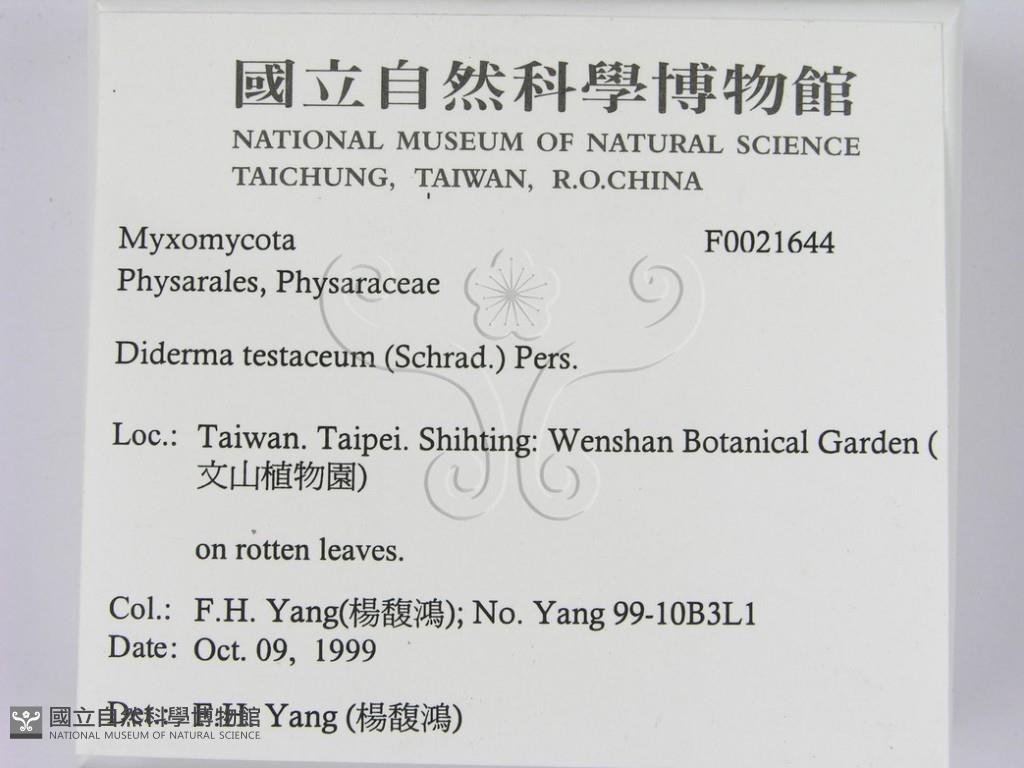 國立自然科學博物館
NATIONAL MUSEUM OF NATURAL SCIENCE
TAICHUNG, TAIWAN, R.O.CHINA
Myxomycota F0021644
Physarales, Physaraceae
Diderma testaceum (Schrad.) Pers.
Loc.: Taiwan. Taipei. Shihting: Wenshan Botanical Garden (
文山植物園)
on rotten leaves.
Col.: F.H. Yang(楊馥鴻); No. Yang 99-10B3L1
Date: Oct. 09, 1999
Det.: F.H. Yang (楊馥鴻)
國立自然科學博物館
NATIONAL MUSEUM OF NATURAL SCIENCE